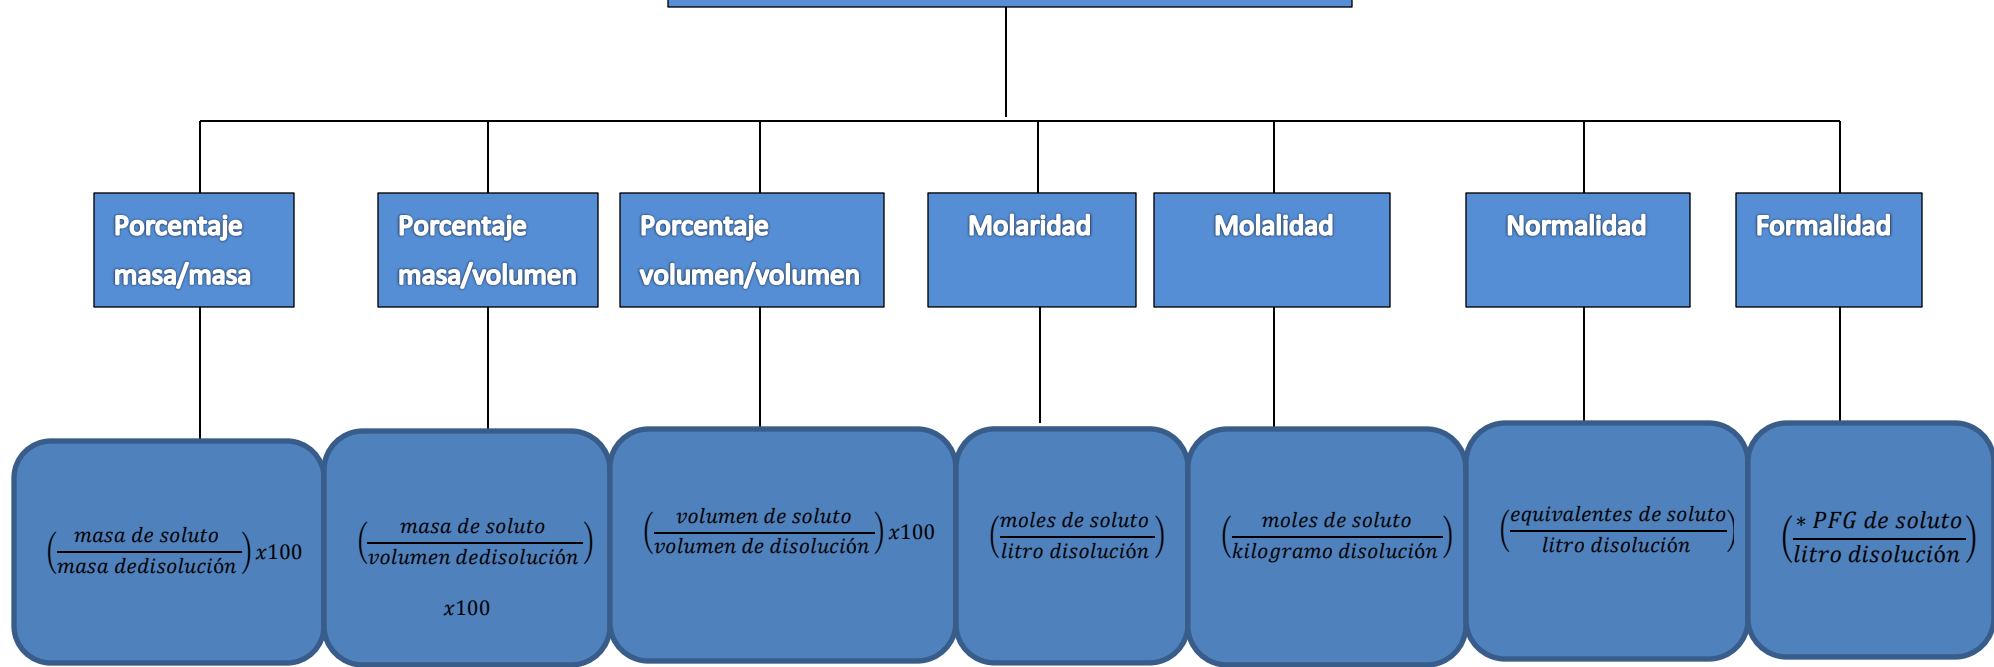 Porcentaje
masa/masa
Porcentaje
masa/volumen
Porcentaje
volumen/volumen
Molaridad
Molalidad
Normalidad
Formalidad
(masa de soluto
masa dedisolución) x100
(masa de soluto
volumen dedisolución)
x100
(volumen de soluto
volumen de disolución) x100
(moles de soluto
litro disolución)
(moles de soluto
kilogramo disolución)
(equivalentes de soluto
litro disolución)
(* PFG de soluto
litro disolución)